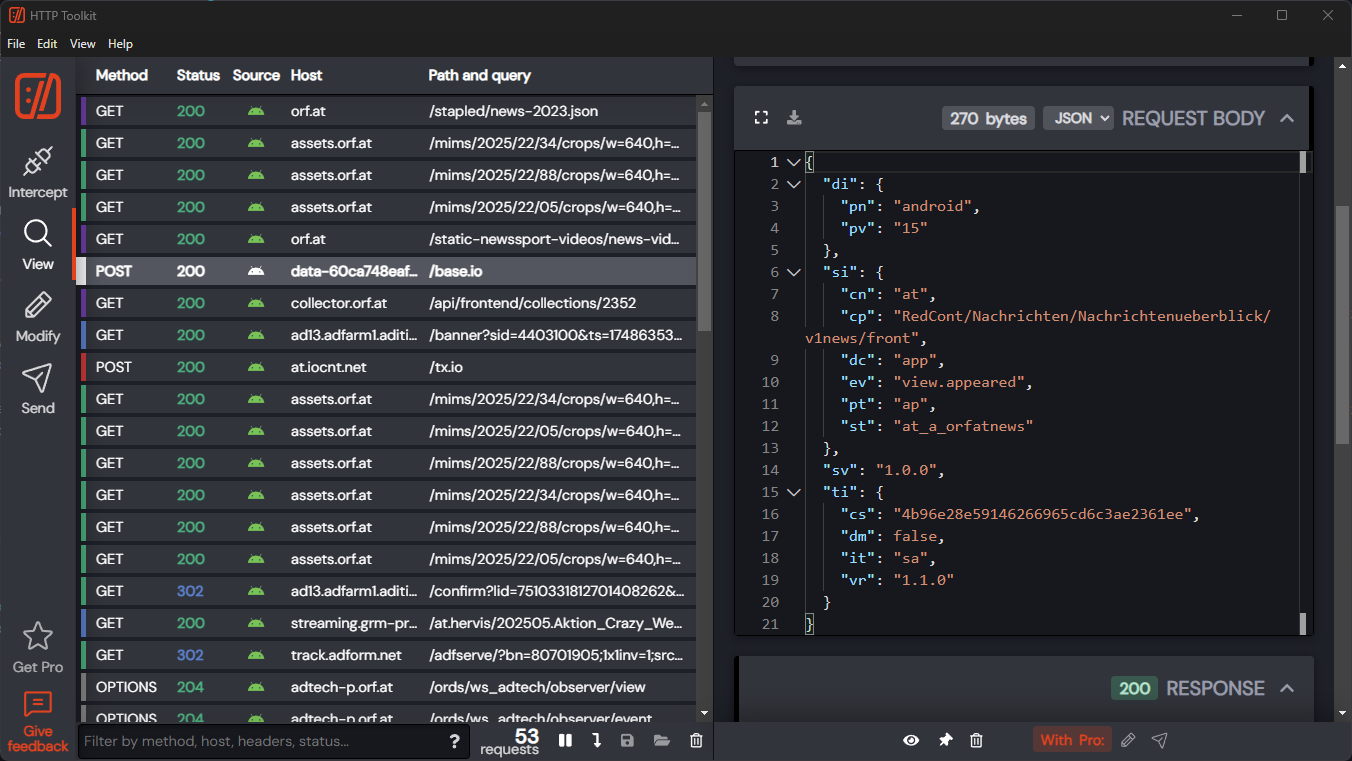 HTTP Toolkit
File Edit View Help
Intercept
View
Modify
Send
Get Pro
Give
feedback
Method Status Source Host Path and query
GET 200 orf.at /stapled/news-2023.json
GET 200 assets.orf.at /mims/2025/22/34/crops/w=640,h=...
GET 200 assets.orf.at /mims/2025/22/88/crops/w=640,h=...
GET 200 assets.orf.at /mims/2025/22/05/crops/w=640,h=...
GET 200 orf.at /static-newssport-videos/news-vid...
POST 200 data-60ca748eaf... /base.io
GET 200 collector.orf.at /api/frontend/collections/2352
GET 200 ad13.adfarm1.aditi... /banner?sid=4403100&ts=17486353...
POST 200 at.iocnt.net /tx.io
GET 200 assets.orf.at /mims/2025/22/34/crops/w=640,h=...
GET 200 assets.orf.at /mims/2025/22/05/crops/w=640,h=...
GET 200 assets.orf.at /mims/2025/22/88/crops/w=640,h=...
GET 200 assets.orf.at /mims/2025/22/34/crops/w=640,h=...
GET 200 assets.orf.at /mims/2025/22/88/crops/w=640,h=...
GET 200 assets.orf.at /mims/2025/22/05/crops/w=640,h=...
GET 302 ad13.adfarm1.aditi... /confirm?lid=7510331812701408262&...
GET 200 streaming.grm-pr... /at.hervis/202505.Aktion_Crazy_We...
GET 302 track.adform.net /adfserve/?bn=80701905;1x1inv=1;src...
OPTIONS 204 adtech-p.orf.at /ords/ws_adtech/observer/view
OPTIONS 204 adtech-p.orf.at /ords/ws_adtech/observer/event
Filter by method, host, headers, status... ?
53
requests
270 bytes JSON REQUEST BODY
1 {
2 "di": {
3 "pn": "android",
4 "pv": "15"
5 },
6 "si": {
7 "cn": "at",
8 "cp": "RedCont/Nachrichten/Nachrichtenueberblick/
v1news/front",
9 "dc": "app",
10 "ev": "view.appeared",
11 "pt": "ap",
12 "st": "at_a_orfatnews"
13 },
14 "sv": "1.0.0",
15 "ti": {
16 "cs": "4b96e28e59146266965cd6c3ae2361ee",
17 "dm": false,
18 "it": "sa",
19 "vr": "1.1.0"
20 }
21 }
200 RESPONSE
With Pro: